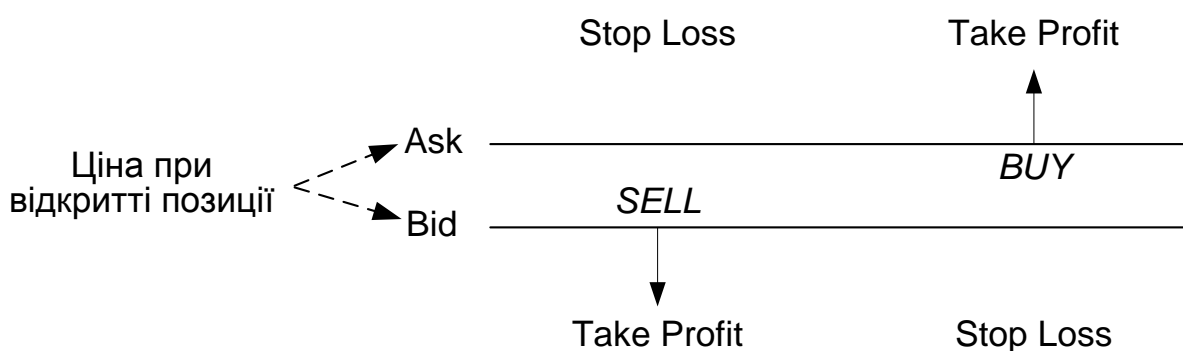 Stop Loss Take Profit
Ask
Ціна при
відкритті позиції
BUY
SELL
Bid
Take Profit Stop Loss